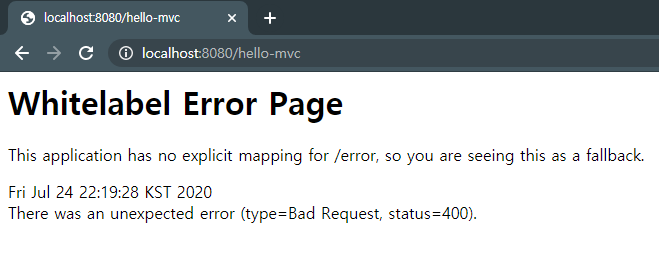 localhost:8080/hello-mvc
localhost:8080/hello-mvc
Whitelabel Error Page
This application has no explicit mapping for /error, so you are seeing this as a fallback.
Fri Jul 24 22:19:28 KST 2020
There was an unexpected error (type=Bad Request, status=400).